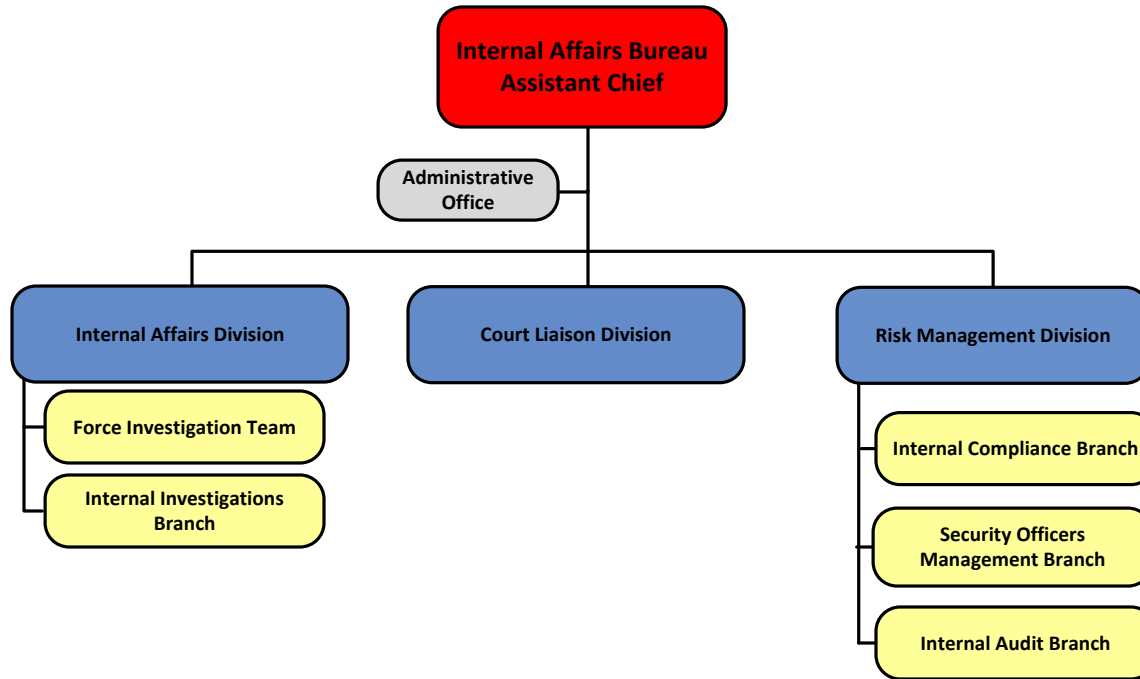 Internal Affairs Bureau
Assistant Chief
Administrative
Office
Internal Affairs Division
Court Liaison Division
Risk Management Division
Force Investigation Team
Internal Investigations
Branch
Internal Compliance Branch
Security Officers
Management Branch
Internal Audit Branch